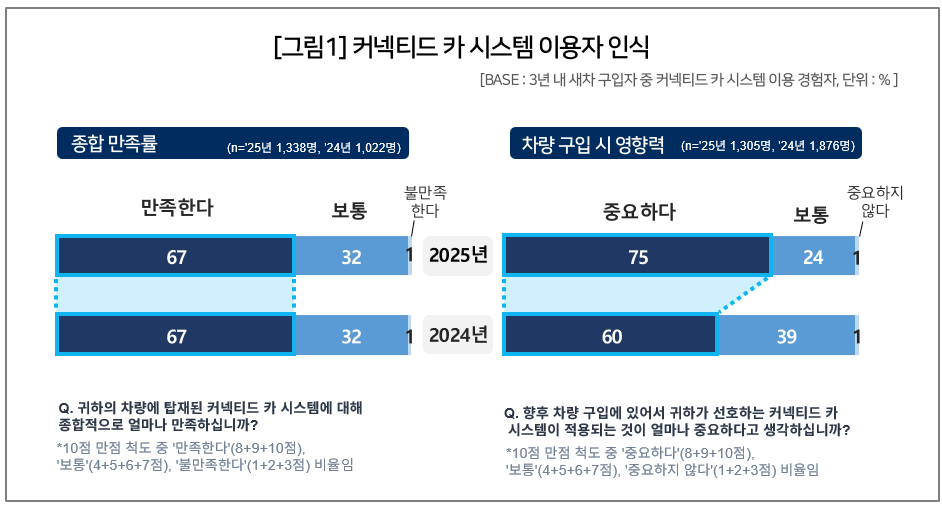 [그림1] 커넥티드 카 시스템 이용자 인식
[BASE : 3년 내 새차 구입자 중 커넥티드 카 시스템 이용 경험자, 단위 : % ]
종합 만족률 (n='25년 1,338명, '24년 1,022명)
만족한다 보통 불만족
한다
67 32 1 2025년
67 32 1 2024년
Q. 귀하의 차량에 탑재된 커넥티드 카 시스템에 대해
종합적으로 얼마나 만족하십니까?
*10점 만점 척도 중 '만족한다'(8+9+10점),
'보통'(4+5+6+7점), '불만족한다'(1+2+3점) 비율임
차량 구입 시 영향력 (n='25년 1,305명, '24년 1,876명)
중요하다 보통 중요하지
않다
75 24 1
60 39 1
Q. 향후 차량 구입에 있어서 귀하가 선호하는 커넥티드 카
시스템이 적용되는 것이 얼마나 중요하다고 생각하십니까?
*10점 만점 척도 중 '중요하다'(8+9+10점),
'보통'(4+5+6+7점), '중요하지 않다'(1+2+3점) 비율임